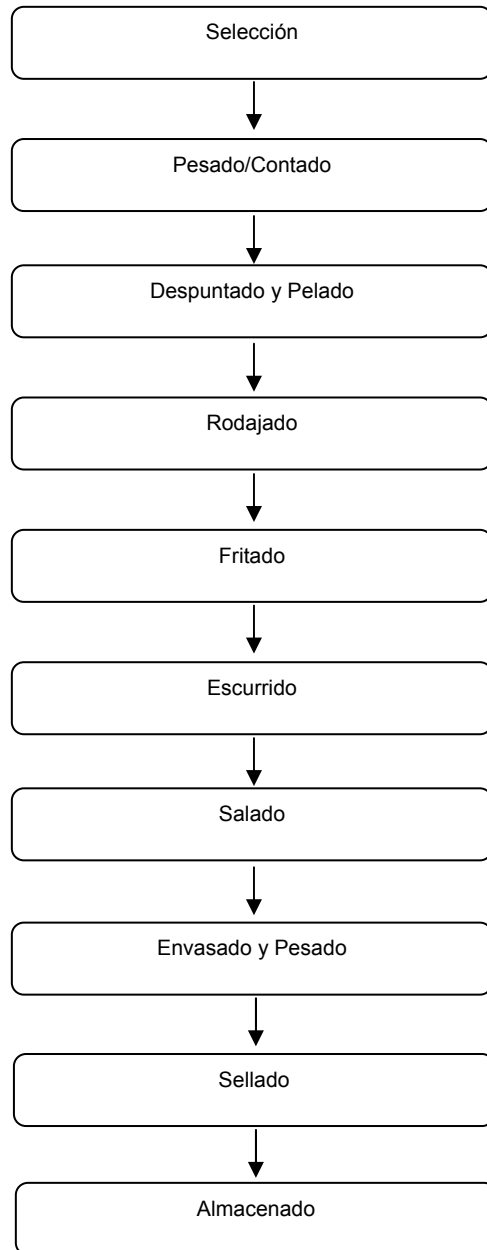 Selección
Pesado/Contado
Despuntado y Pelado
Rodajado
Fritado
Escurrido
Salado
Envasado y Pesado
Sellado
Almacenado